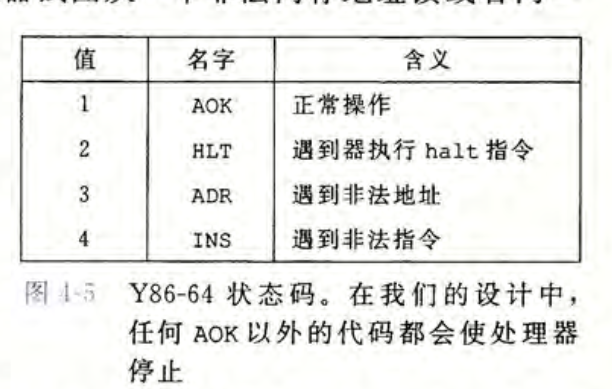 值 名字 含义
1 AOK 正常操作
2 HLT 遇到器执行 halt 指令
3 ADR 遇到非法地址
4 INS 遇到非法指令
图 4-5 Y86-64 状态码。在我们的设计中，
任何 AOK 以外的代码都会使处理器
停止